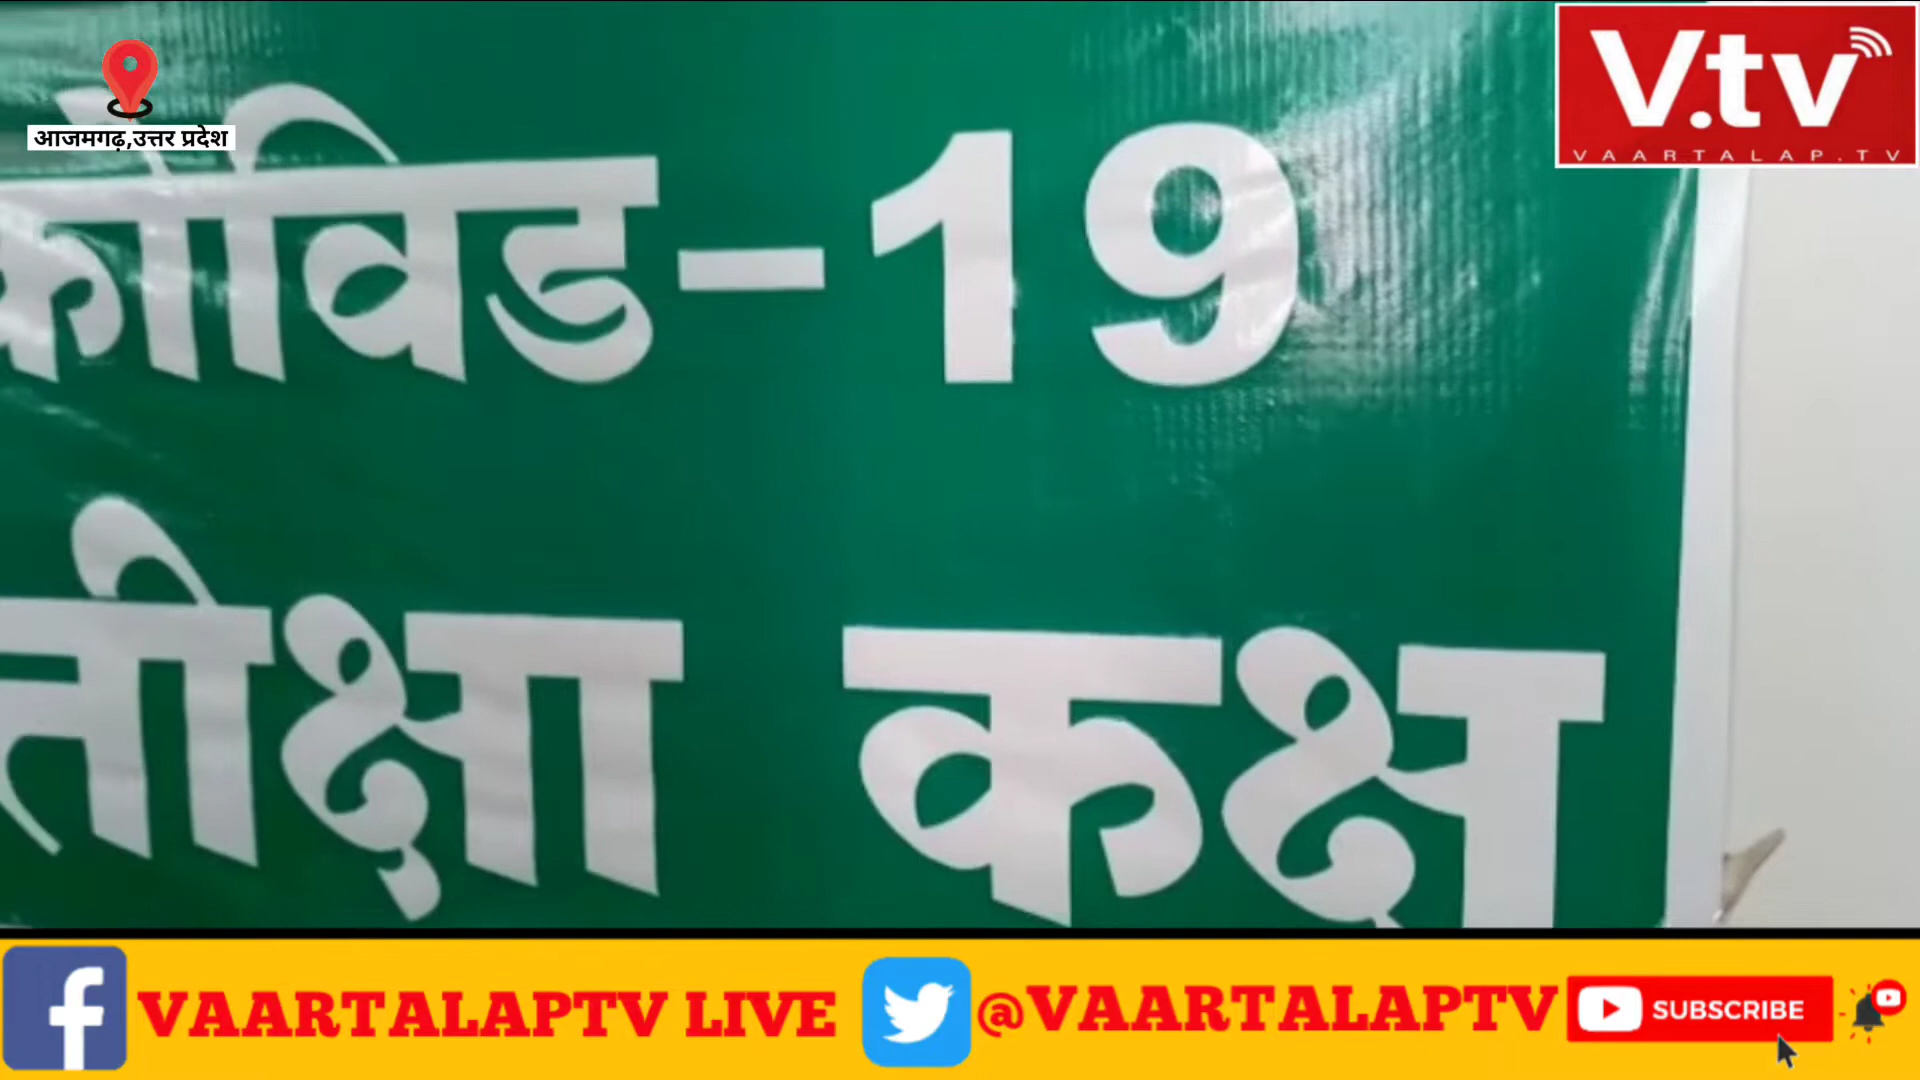 V.tv
VAARTALAP.TV
आजमगढ़,उत्तर प्रदेश
कोविड-19
तीक्षा कक्ष
VAARTALAPTV LIVE
@VAARTALAPTV
SUBSCRIBE